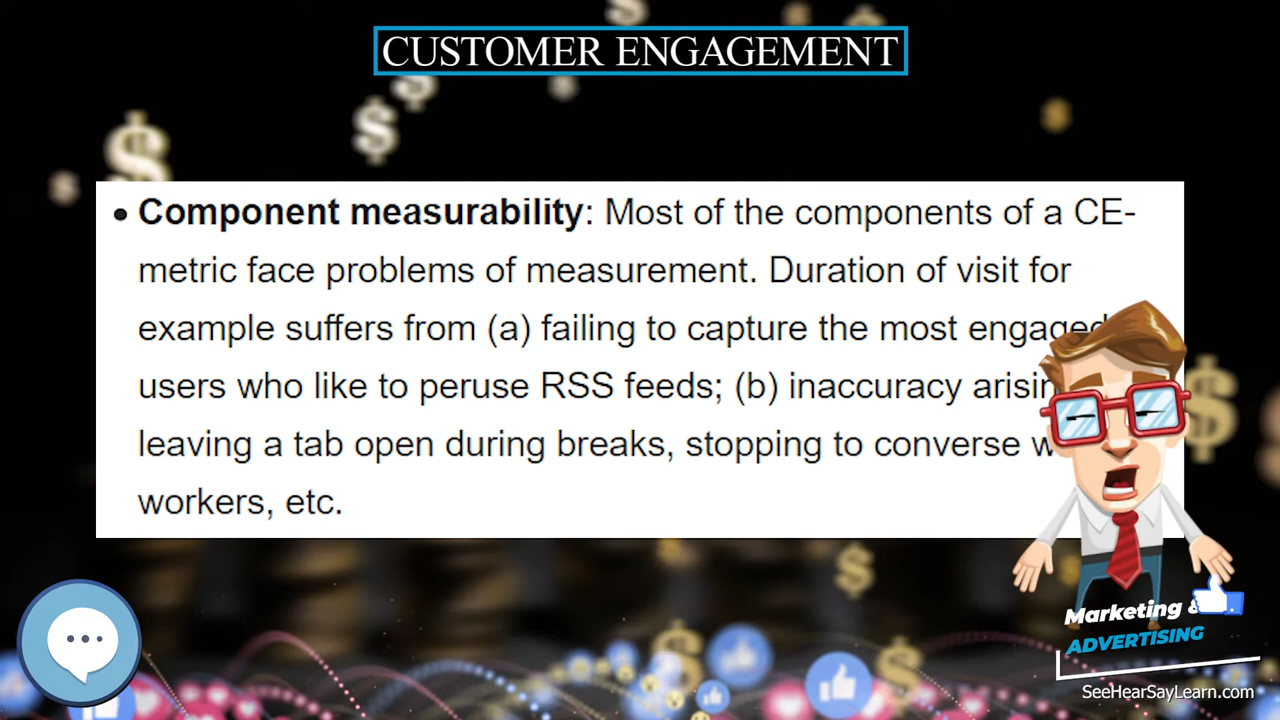 CUSTOMER ENGAGEMENT
• Component measurability: Most of the components of a CE-
metric face problems of measurement. Duration of visit for
example suffers from (a) failing to capture the most engaged
users who like to peruse RSS feeds; (b) inaccuracy
leaving a tab open during breaks, stopping to converse
workers, etc.
Marketing &
ADVERTISING
SeeHearSayLearn.com